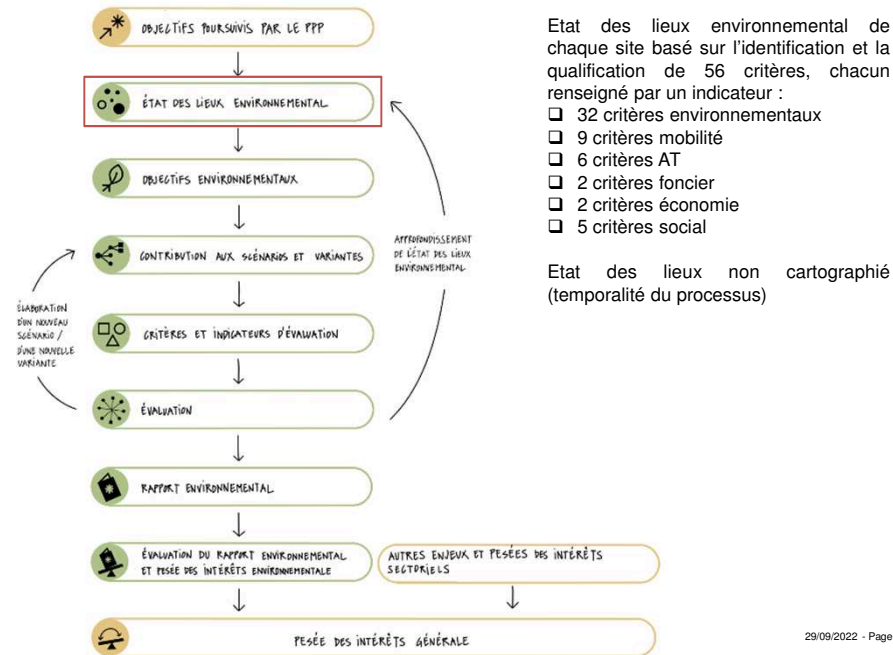 OBJECTIFS POURSUIVIS PAR LE PPP
ÉTAT DES LIEUX ENVIRONNEMENTAL
OBJECTIFS ENVIRONNEMENTAUX
CONTRIBUTION AUX SCÉNARIOS ET VARIANTES
CRITÈRES ET INDICATEURS D'ÉVALUATION
ÉVALUATION
RAPPORT ENVIRONNEMENTAL
ÉVALUATION DU RAPPORT ENVIRONNEMENTAL
ET PESÉE DES INTÉRÊTS ENVIRONNEMENTALE
AUTRES ENJEUX ET PESÉES DES INTÉRÊTS
SECTORIELS
PESÉE DES INTÉRÊTS GÉNÉRALE
ÉLABORATION
D'UN NOUVEAU
SCÉNARIO /
D'UNE NOUVELLE
VARIANTE
APPROFONDISSEMENT
DE L'ÉTAT DES LIEUX
ENVIRONNEMENTAL
Etat des lieux environnemental de
chaque site basé sur l'identification et la
qualification de 56 critères, chacun
renseigné par un indicateur :
❑ 32 critères environnementaux
❑ 9 critères mobilité
❑ 6 critères AT
❑ 2 critères foncier
❑ 2 critères économie
❑ 5 critères social
Etat des lieux non cartographié
(temporalité du processus)
29/09/2022 - Page